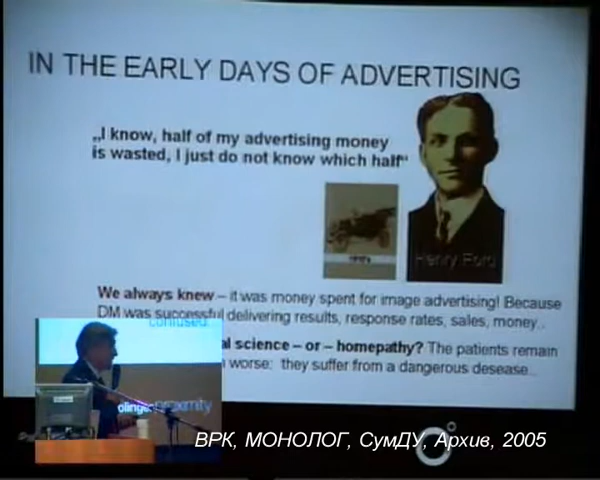 IN THE EARLY DAYS OF ADVERTISING
„I know, half of my advertising money
is wasted, I just do not know which half“
Henry Ford
We always knew – it was money spent for image advertising! Because
DM was successful delivering results, response rates, sales, money..
confused.
al science – or – homepathy? The patients remain
worse: they suffer from a dangerous desease..
proximity
ВРК, МОНОЛОГ, СумДУ, Архив, 2005